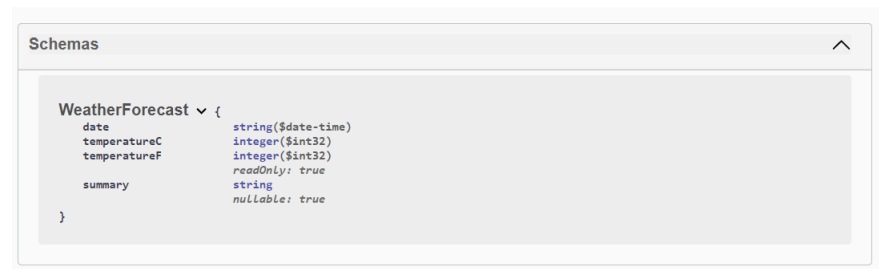 Schemas
WeatherForecast {
date string($date-time)
temperatureC integer($int32)
temperatureF integer($int32)
readOnly: true
summary string
nullable: true
}